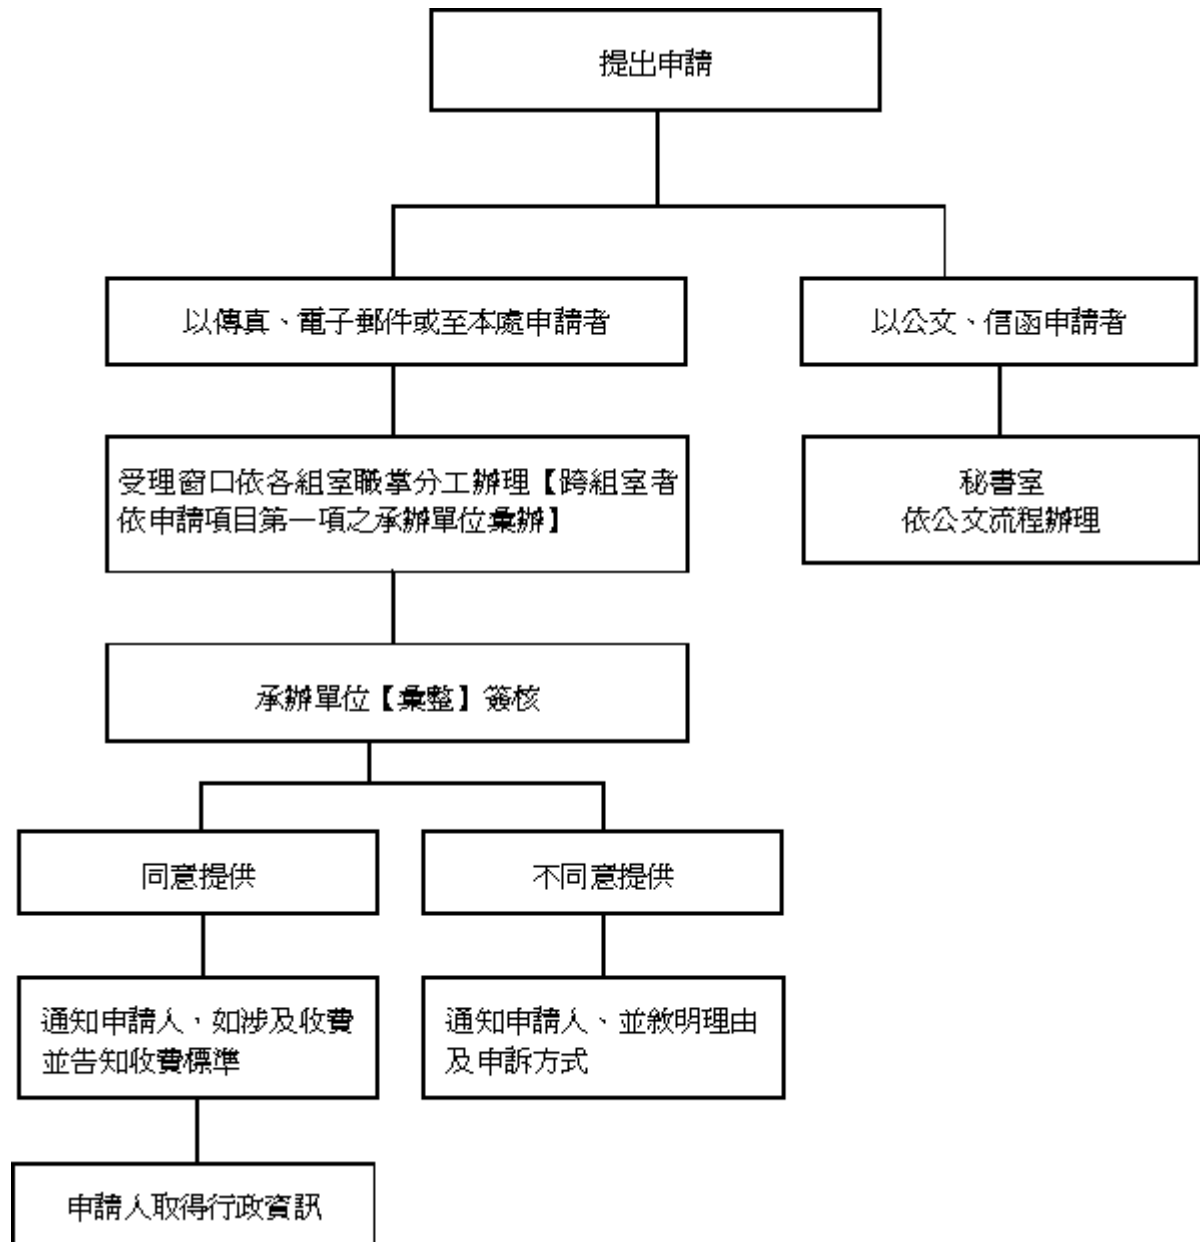 提出申請
以傳真、電子郵件或至本處申請者
以公文、信函申請者
受理窗口依各組室職掌分工辦理【跨組室者
依申請項目第一項之承辦單位彙辦】
秘書室
依公文流程辦理
承辦單位【彙整】簽核
同意提供
不同意提供
通知申請人，如涉及收費
並告知收費標準
通知申請人、並敘明理由
及申訴方式
申請人取得行政資訊